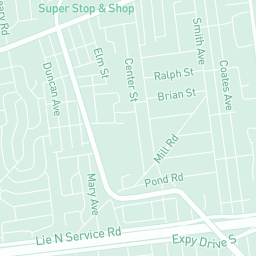 Super Stop & Shop
Elm St
Smith Ave
Duncan Ave
Center St
Ralph St
Brian St
Coates Ave
Mill Rd
Pond Rd
Mary Ave
Lie N Service Rd
Expy Drive S